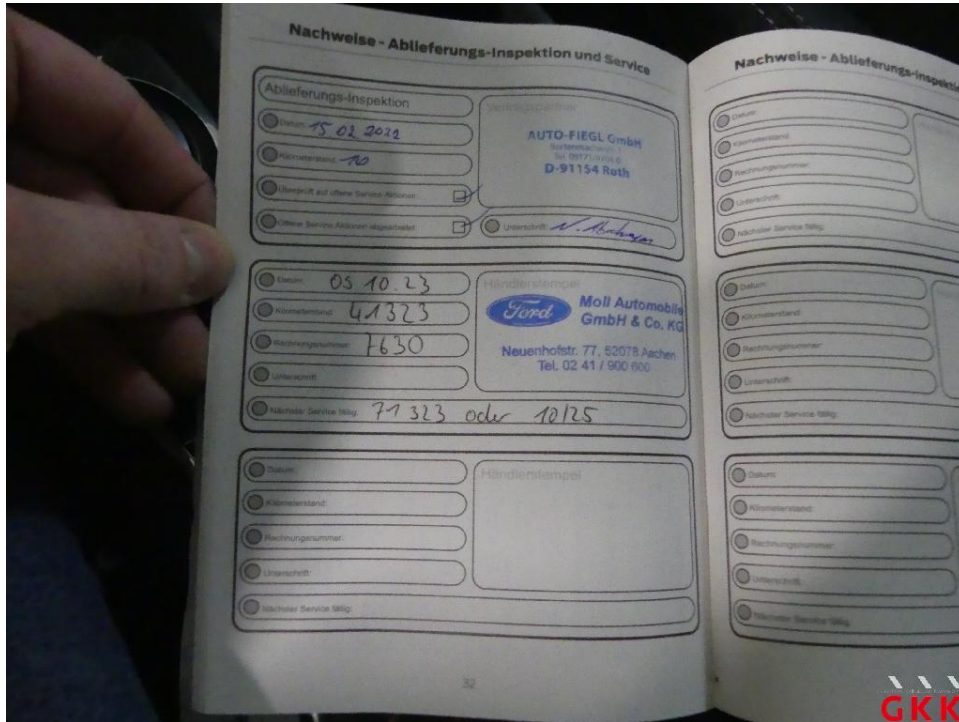 Nachweise - Ablieferungs-Inspektion und Service
Ablieferungs-Inspektion
Datum: 15 02 2022
Kilometerstand: 10
Überprüft auf offene Service Aktionen
Offene Service Aktionen abgearbeitet
AUTO-FIEGL GmbH
D-91154 Roth
Unterschrift:
Datum: 05 10.23
Kilometerstand: 41323
Rechnungsnummer: 7630
Unterschrift:
Nächster Service fällig: 71 323 oder 10/25
Händlerstempel
Ford
Moll Automobile
GmbH & Co. KG
Neuenhofstr. 77, 52078 Aachen
Tel. 02 41 / 900 600
Datum:
Kilometerstand:
Rechnungsnummer:
Unterschrift:
Nächster Service fällig:
Händlerstempel
32
Nachweise - Ablieferungs-Inspektio
Datum:
Kilometerstand:
Rechnungsnummer:
Unterschrift:
Nächster Service fällig:
Datum:
Kilometerstand:
Rechnungsnummer:
Unterschrift:
Nächster Service fällig:
Datum:
Kilometerstand:
Rechnungsnummer:
Unterschrift:
Nächster Service fällig:
GKK